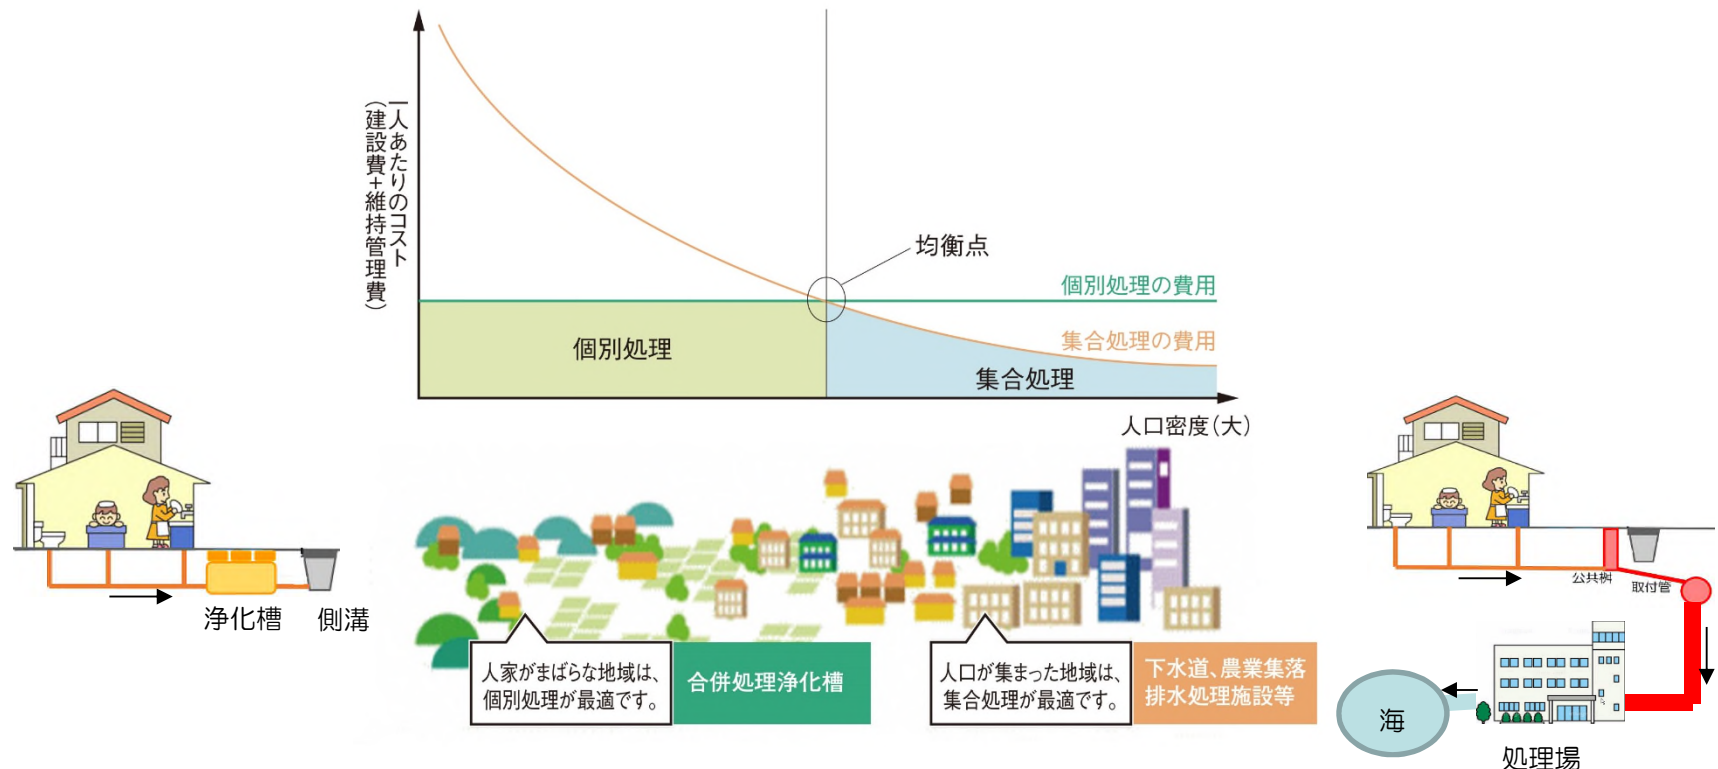 一人あたりのコスト
（建設費＋維持管理費）
均衡点
個別処理の費用
集合処理の費用
個別処理
集合処理
人口密度（大）
浄化槽
側溝
人家がまばらな地域は、
個別処理が最適です。
合併処理浄化槽
人口が集まった地域は、
集合処理が最適です。
下水道、農業集落
排水処理施設等
公共桝
取付管
海
処理場